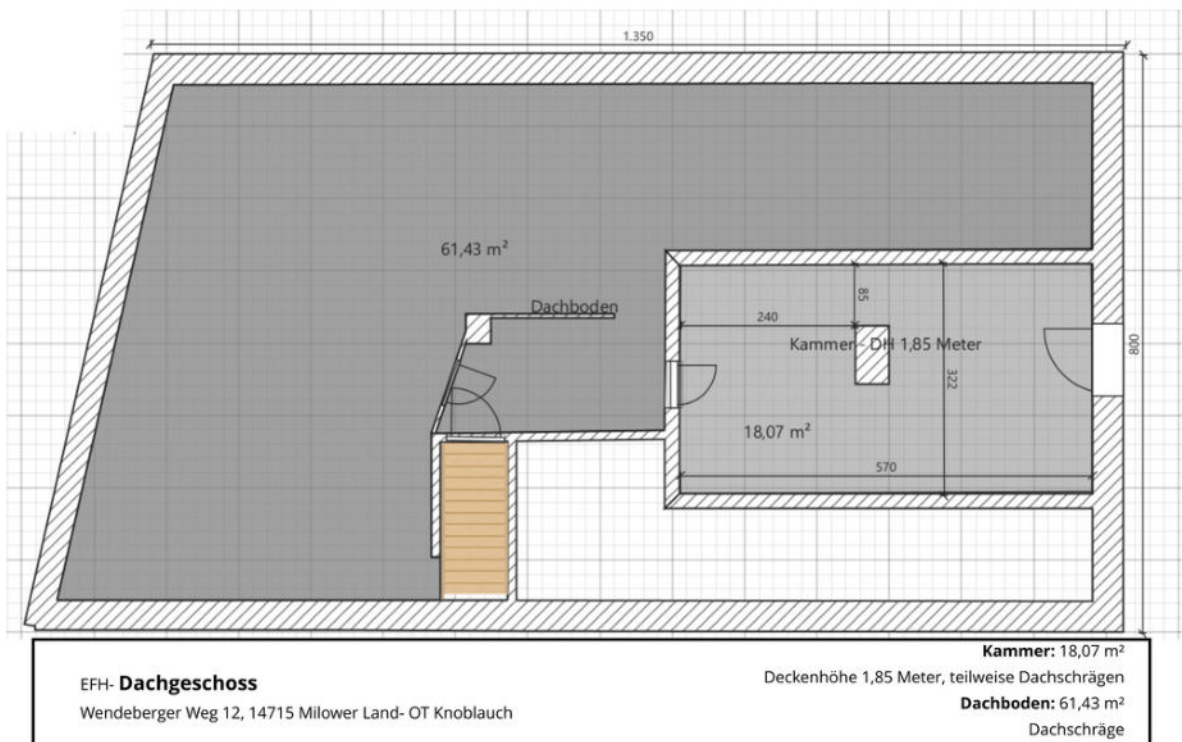 1.350
61,43 m²
Dachboden
85
240
Kammer - DH 1,85 Meter
800
322
18,07 m²
570
EFH- Dachgeschoss
Wendeberger Weg 12, 14715 Milower Land- OT Knoblauch
Kammer: 18,07 m²
Deckenhöhe 1,85 Meter, teilweise Dachschrägen
Dachboden: 61,43 m²
Dachschräge